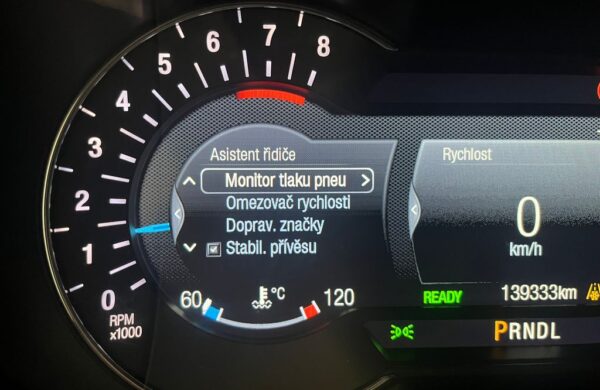 8
7
6
5
4
3
2
1
0
RPM
x1000
Asistent řidiče
Monitor tlaku pneu
Omezovač rychlosti
Doprav. značky
Stabil. přívěsu
60
°C
120
Rychlost
0
km/h
READY
139333km
PRNDL